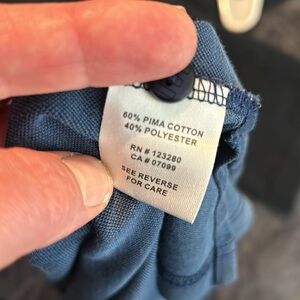 60% PIMA COTTON
40% POLYESTER
RN # 123280
CA # 07099
SEE REVERSE
FOR CARE